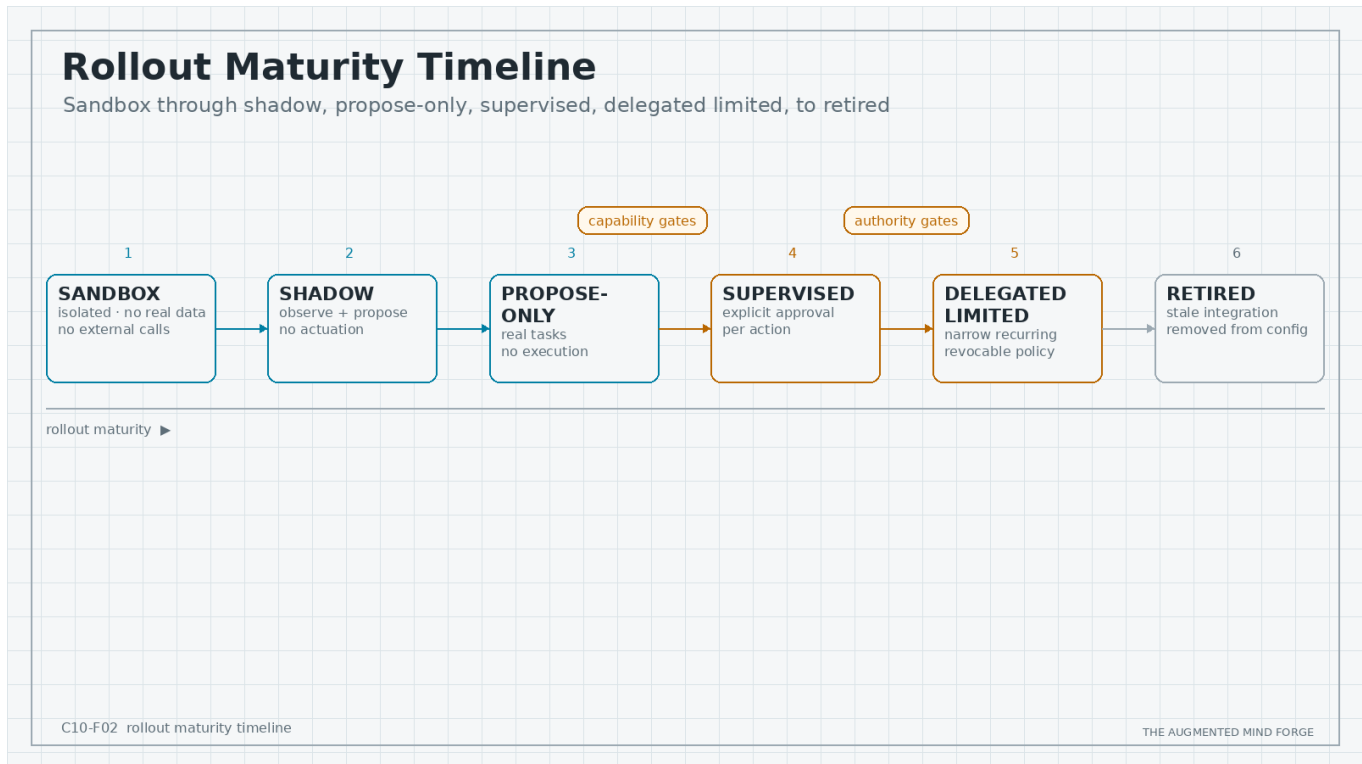 Rollout Maturity Timeline
Sandbox through shadow, propose-only, supervised, delegated limited, to retired
capability gates
authority gates
1
2
3
4
5
6
SANDBOX
isolated · no real data
no external calls
SHADOW
observe + propose
no actuation
PROPOSE-
ONLY
real tasks
no execution
SUPERVISED
explicit approval
per action
DELEGATED
LIMITED
narrow recurring
revocable policy
RETIRED
stale integration
removed from config
rollout maturity ▶
C10-F02 rollout maturity timeline
THE AUGMENTED MIND FORGE